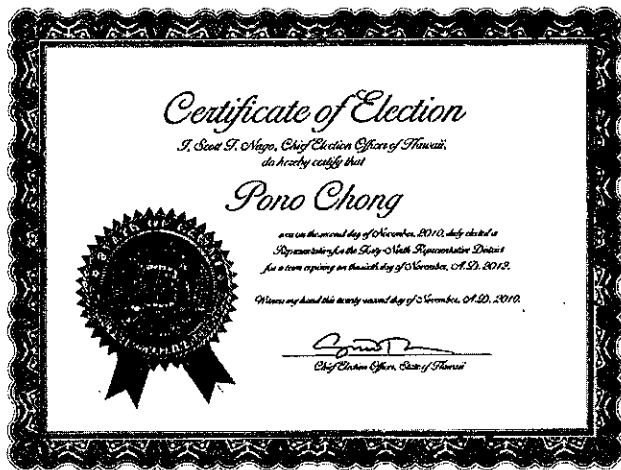 Certificate of Election
I, Scott T. Nago, Chief Election Officer of Hawaii,
do hereby certify that
Pono Chong
was on the second day of November, 2010, duly elected a
Representative for the Forty-Ninth Representative District
for a term expiring on the sixth day of November, A.D. 2012.
Witness my hand this twenty second day of November, A.D. 2010.
Chief Election Officer, State of Hawaii